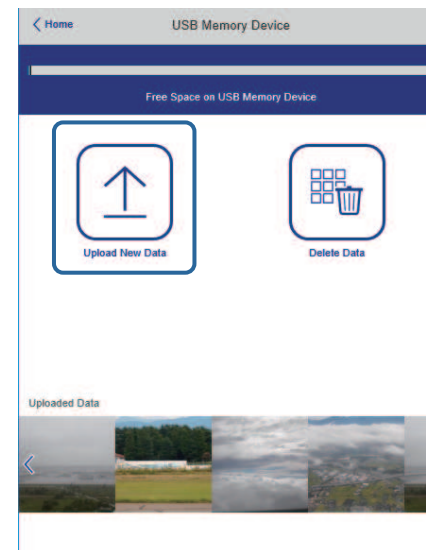 Home
USB Memory Device
Free Space on USB Memory Device
Upload New Data
Delete Data
Uploaded Data